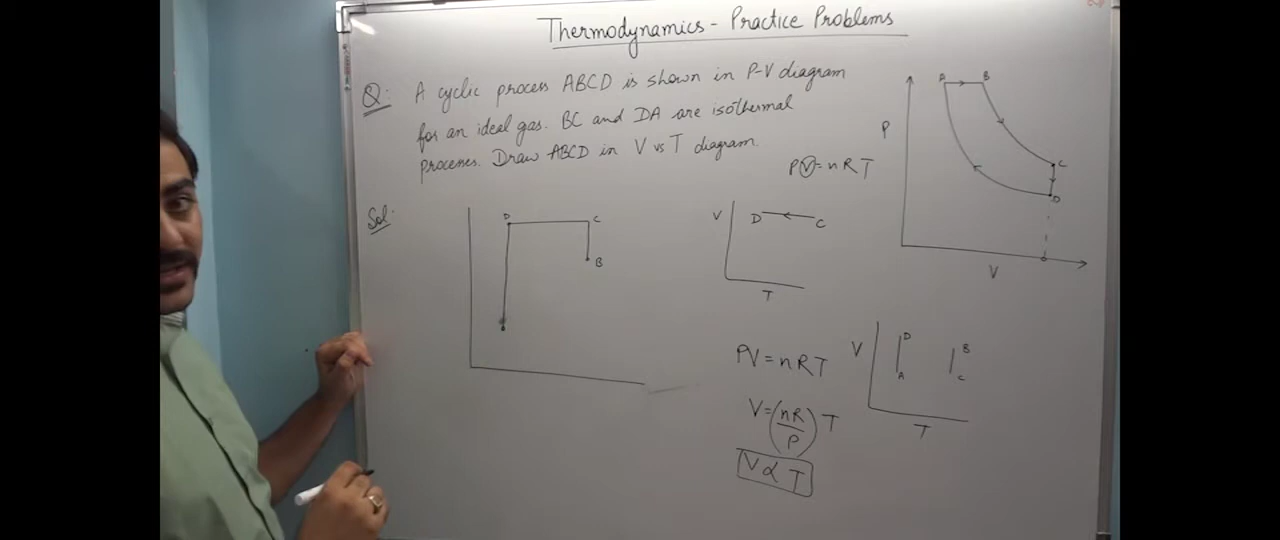 Thermodynamics - Practice Problems
Q: A cyclic process ABCD is shown in P-V diagram
for an ideal gas. BC and DA are isothermal
processes. Draw ABCD in V vs T diagram.
PV = nRT
A B
P
C
D
V
Sol:
D C
B
V
D C
T
PV = nRT
V = (nR/P) T
V ∝ T
V
D B
A C
T